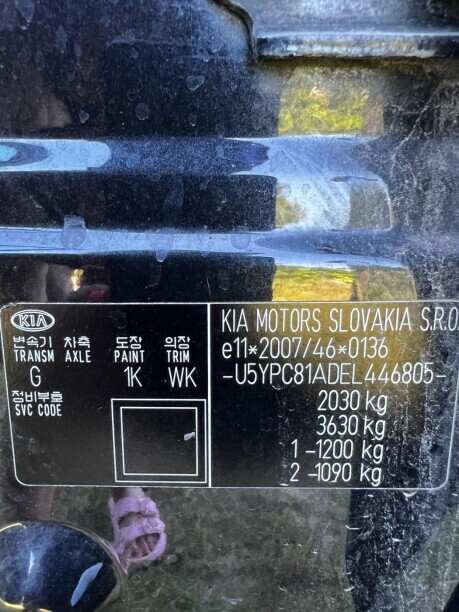 KIA
변속기 차축 도장 의장
TRANSM AXLE PAINT TRIM
G 1K WK
정비부호
SVC CODE
KIA MOTORS SLOVAKIA S.R.O.
e11*2007/46*0136
-U5YPC81ADEL446805-
2030 kg
3630 kg
1 -1200 kg
2 -1090 kg